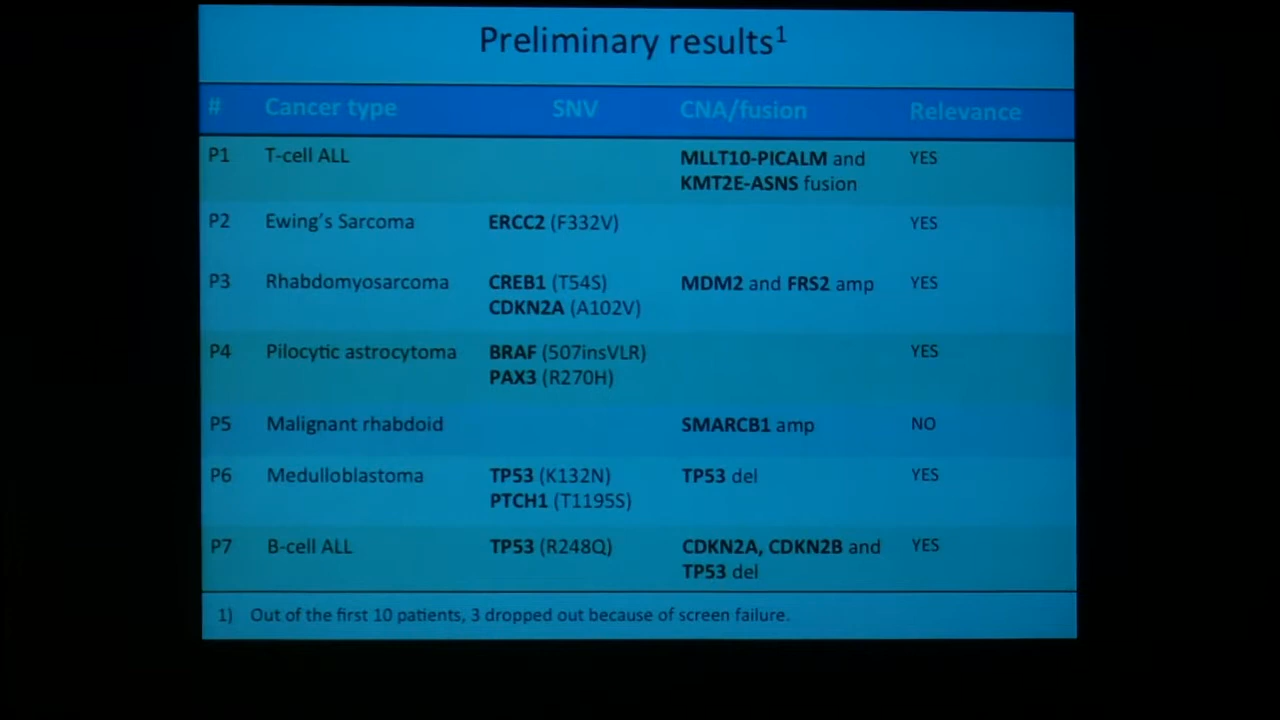 Preliminary results¹
# Cancer type SNV CNA/fusion Relevance
P1 T-cell ALL MLLT10-PICALM and YES
KMT2E-ASNS fusion
P2 Ewing's Sarcoma ERCC2 (F332V) YES
P3 Rhabdomyosarcoma CREB1 (T54S) MDM2 and FRS2 amp YES
CDKN2A (A102V)
P4 Pilocytic astrocytoma BRAF (507insVLR) YES
PAX3 (R270H)
P5 Malignant rhabdoid SMARCB1 amp NO
P6 Medulloblastoma TP53 (K132N) TP53 del YES
PTCH1 (T1195S)
P7 B-cell ALL TP53 (R248Q) CDKN2A, CDKN2B and YES
TP53 del
1) Out of the first 10 patients, 3 dropped out because of screen failure.